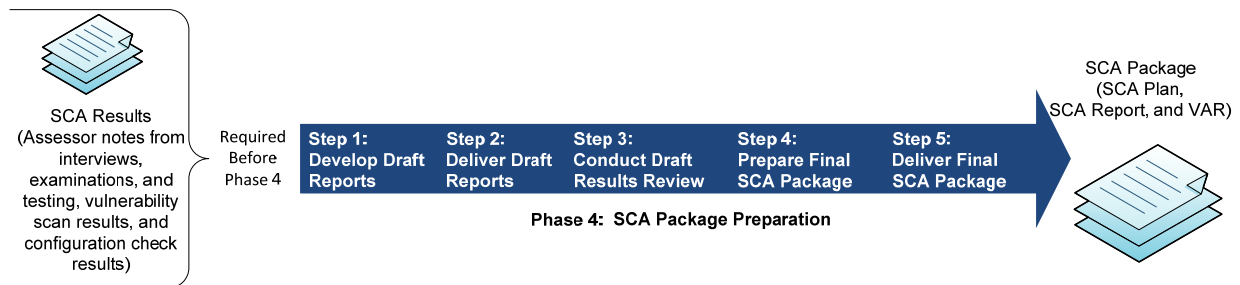 SCA Results
(Assessor notes from
interviews,
examinations, and
testing, vulnerability
scan results, and
configuration check
results)
Required
Before
Phase 4
Step 1:
Develop Draft
Reports
Step 2:
Deliver Draft
Reports
Step 3:
Conduct Draft
Results Review
Step 4:
Prepare Final
SCA Package
Step 5:
Deliver Final
SCA Package
Phase 4: SCA Package Preparation
SCA Package
(SCA Plan,
SCA Report, and VAR)